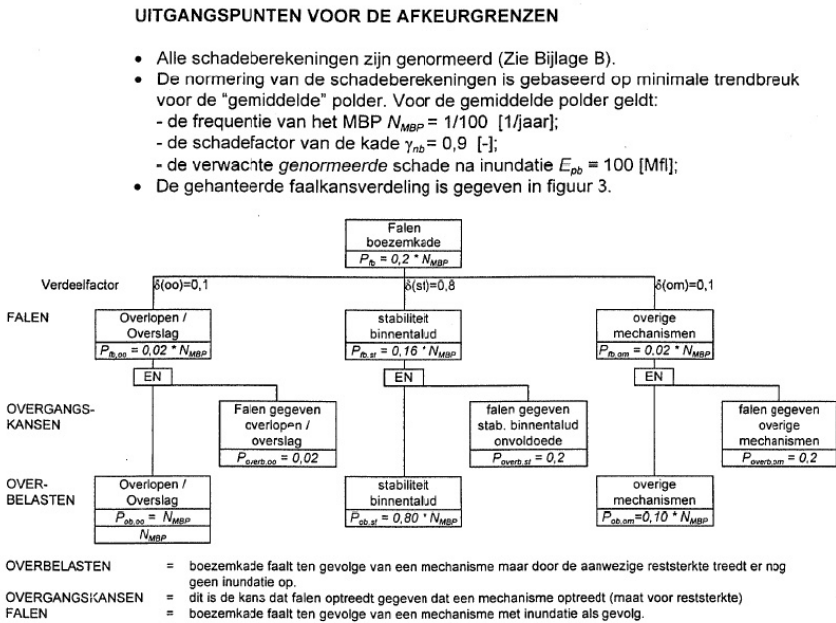 UITGANGSPUNTEN VOOR DE AFKEURGRENZEN
• Alle schadeberekeningen zijn genormeerd (Zie Bijlage B).
• De normering van de schadeberekeningen is gebaseerd op minimale trendbreuk
voor de "gemiddelde" polder. Voor de gemiddelde polder geldt:
- de frequentie van het MBP N_MBP = 1/100 [1/jaar];
- de schadefactor van de kade γ_nb = 0,9 [-];
- de verwachte genormeerde schade na inundatie E_pb = 100 [Mfl];
• De gehanteerde faalkansverdeling is gegeven in figuur 3.
Falen
boezemkade
P_fb = 0,2 * N_MBP
Verdeelfactor δ(oo)=0,1 δ(st)=0,8 δ(om)=0,1
FALEN
Overlopen /
Overslag
P_fb,oo = 0,02 * N_MBP
stabiliteit
binnentalud
P_fb,st = 0,16 * N_MBP
overige
mechanismen
P_fb,om = 0.02 * N_MBP
EN EN EN
OVERGANGS-
KANSEN
Falen gegeven
overlopen /
overslag
P_overb,oo = 0,02
falen gegeven
stab. binnentalud
onvoldoede
P_overb,st = 0,2
falen gegeven
overige
mechanismen
P_overb,om = 0,2
OVER-
BELASTEN
Overlopen /
Overslag
P_ob,oo = N_MBP
N_MBP
stabiliteit
binnentalud
P_ob,st = 0,80 * N_MBP
overige
mechanismen
P_ob,om=0,10 * N_MBP
OVERBELASTEN = boezemkade faalt ten gevolge van een mechanisme maar door de aanwezige reststerkte treedt er nog
geen inundatie op.
OVERGANGSKANSEN = dit is de kans dat falen optreedt gegeven dat een mechanisme optreedt (maat voor reststerkte)
FALEN = boezemkade faalt ten gevolge van een mechanisme met inundatie als gevolg.